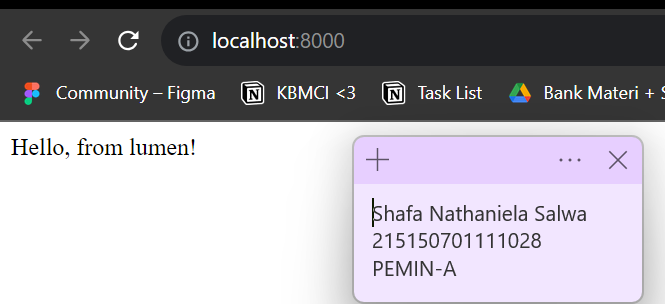 localhost:8000
Community – Figma
KBMCI <3
Task List
Bank Materi +
Hello, from lumen!
Shafa Nathaniela Salwa
215150701111028
PEMIN-A